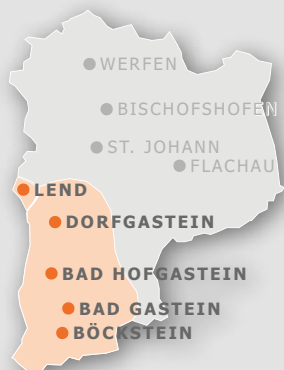 WERFEN
BISCHOFSHOFEN
ST. JOHANN
FLACHAU
LEND
DORFGASTEIN
BAD HOFGASTEIN
BAD GASTEIN
BÖCKSTEIN